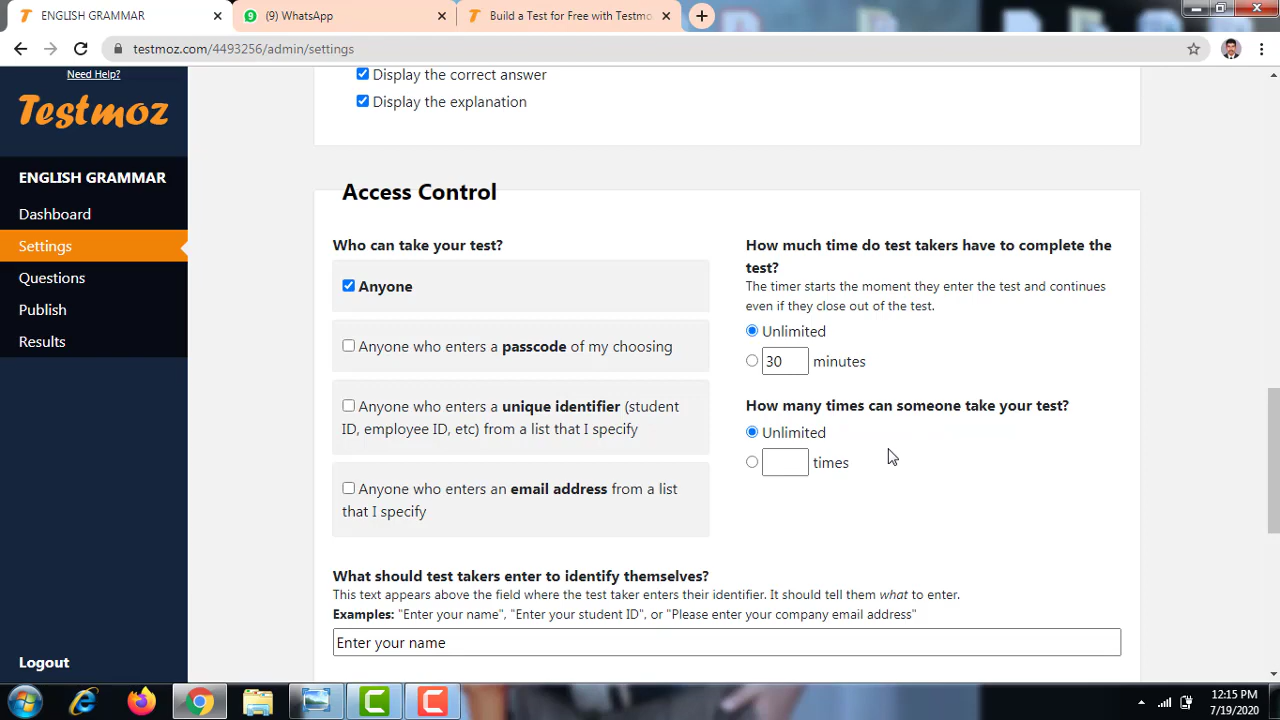 ENGLISH GRAMMAR
(9) WhatsApp
Build a Test for Free with Testmo
testmoz.com/4493256/admin/settings
Need Help?
Testmoz
ENGLISH GRAMMAR
Dashboard
Settings
Questions
Publish
Results
Logout
Display the correct answer
Display the explanation
Access Control
Who can take your test?
Anyone
Anyone who enters a passcode of my choosing
Anyone who enters a unique identifier (student
ID, employee ID, etc) from a list that I specify
Anyone who enters an email address from a list
that I specify
How much time do test takers have to complete the
test?
The timer starts the moment they enter the test and continues
even if they close out of the test.
Unlimited
30 minutes
How many times can someone take your test?
Unlimited
times
What should test takers enter to identify themselves?
This text appears above the field where the test taker enters their identifier. It should tell them what to enter.
Examples: "Enter your name", "Enter your student ID", or "Please enter your company email address"
Enter your name
12:15 PM
7/19/2020